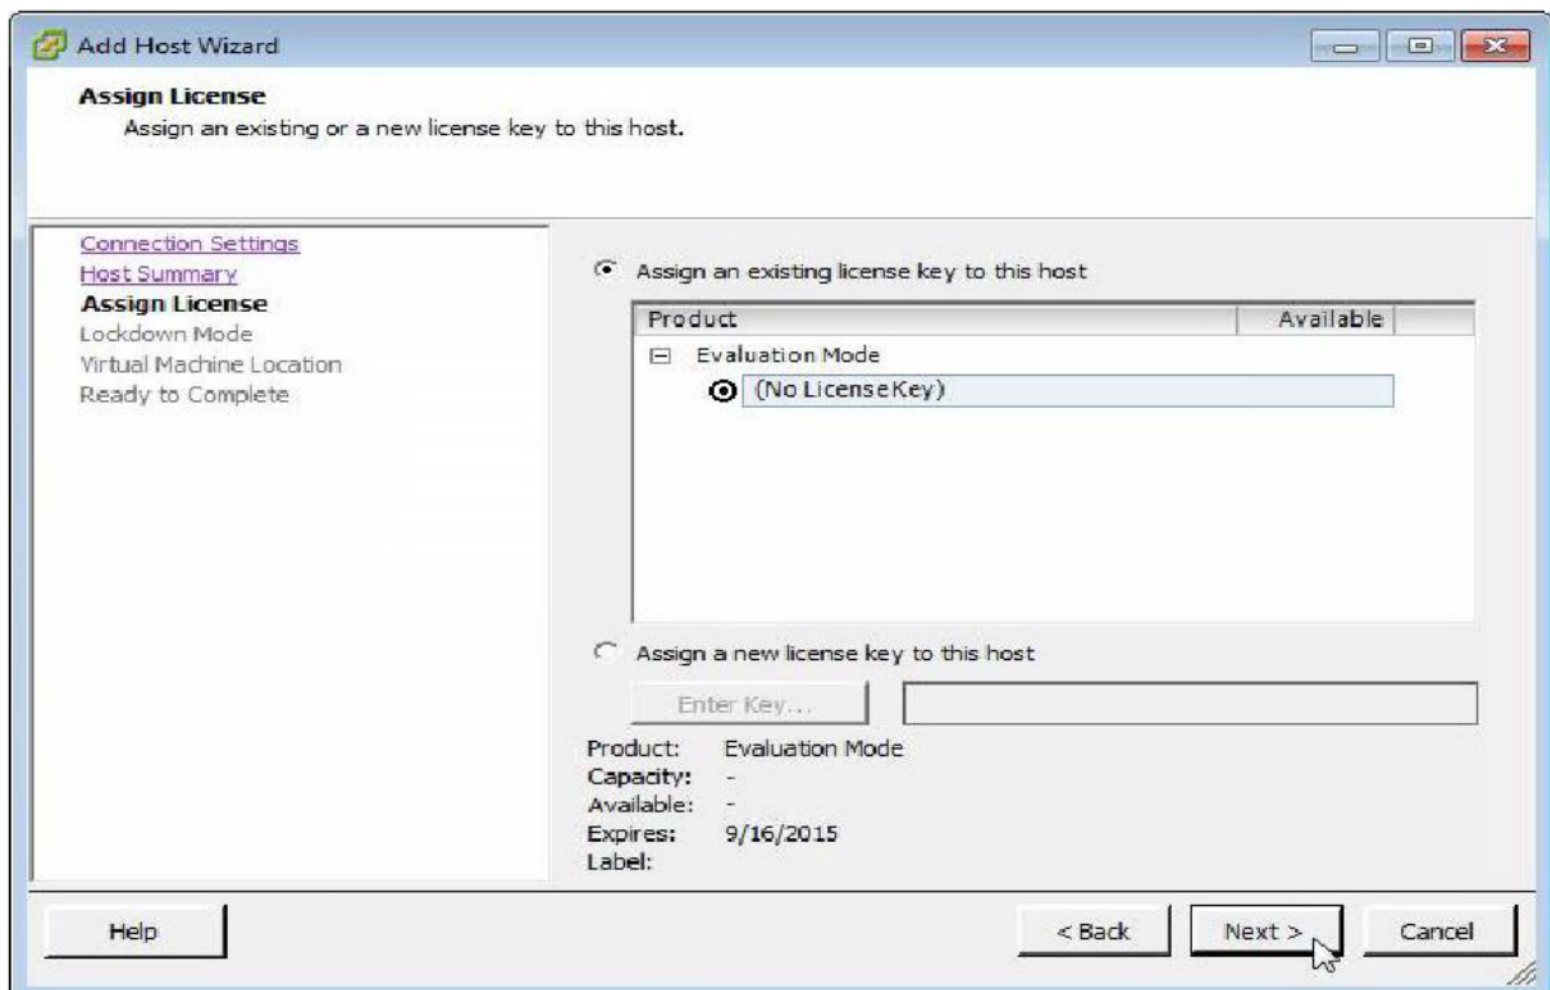 Add Host Wizard
Assign License
Assign an existing or a new license key to this host.
Connection Settings
Host Summary
Assign License
Lockdown Mode
Virtual Machine Location
Ready to Complete
Assign an existing license key to this host
Product Available
Evaluation Mode
(No License Key)
Assign a new license key to this host
Enter Key...
Product: Evaluation Mode
Capacity: -
Available: -
Expires: 9/16/2015
Label:
Help < Back Next > Cancel